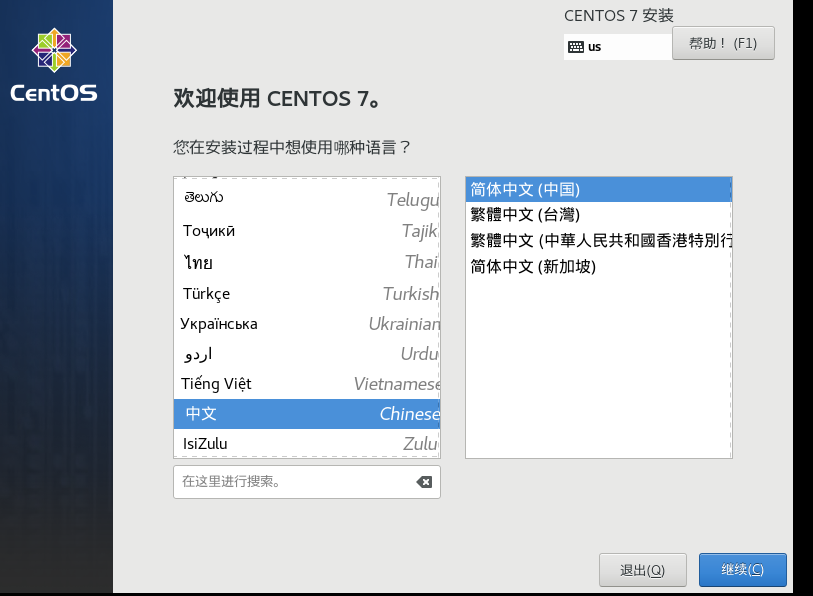 CENTOS 7 安装
us
帮助！ (F1)
CentOS
欢迎使用 CENTOS 7。
您在安装过程中想使用哪种语言？
తెలుగు Telugu
Тоҷикӣ Tajik
ไทย Thai
Türkçe Turkish
Українська Ukrainian
اردو Urdu
Tiếng Việt Vietnamese
中文 Chinese
IsiZulu Zulu
简体中文 (中国)
繁體中文 (台灣)
繁體中文 (中華人民共和國香港特別行
简体中文 (新加坡)
在这里进行搜索。
退出(Q)
继续(C)